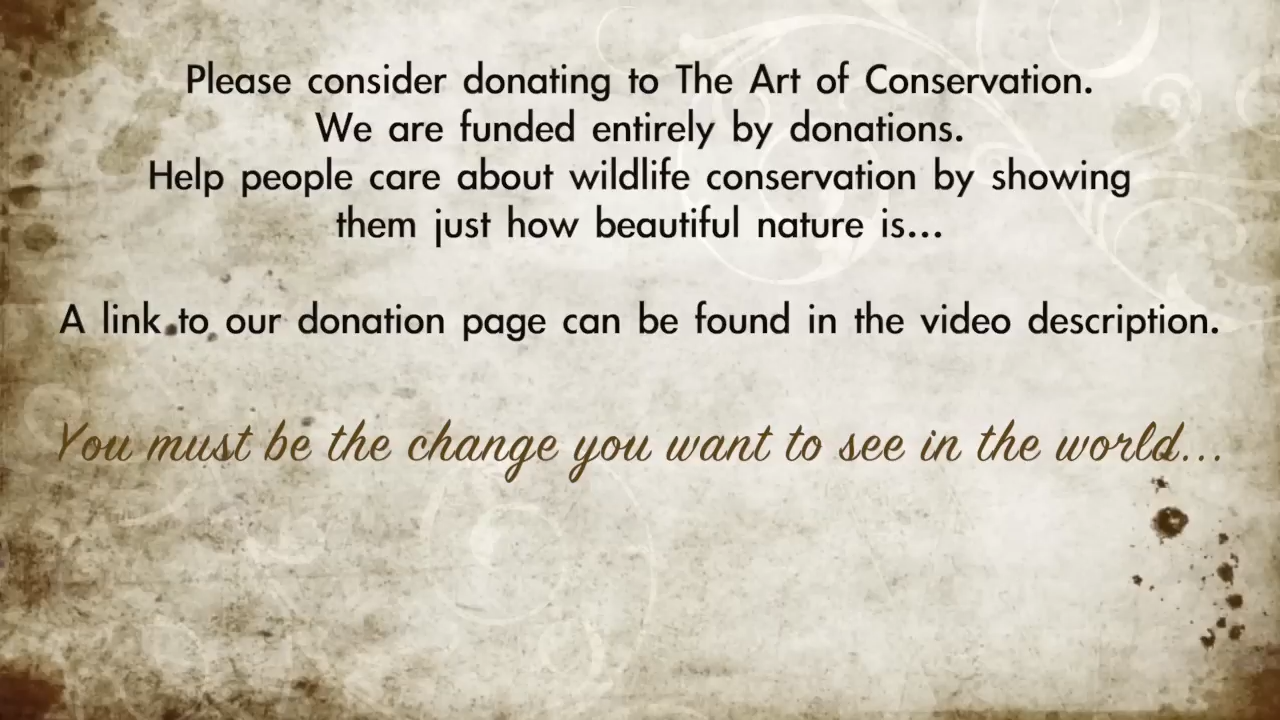 Please consider donating to The Art of Conservation.
We are funded entirely by donations.
Help people care about wildlife conservation by showing
them just how beautiful nature is...
A link to our donation page can be found in the video description.
You must be the change you want to see in the world...